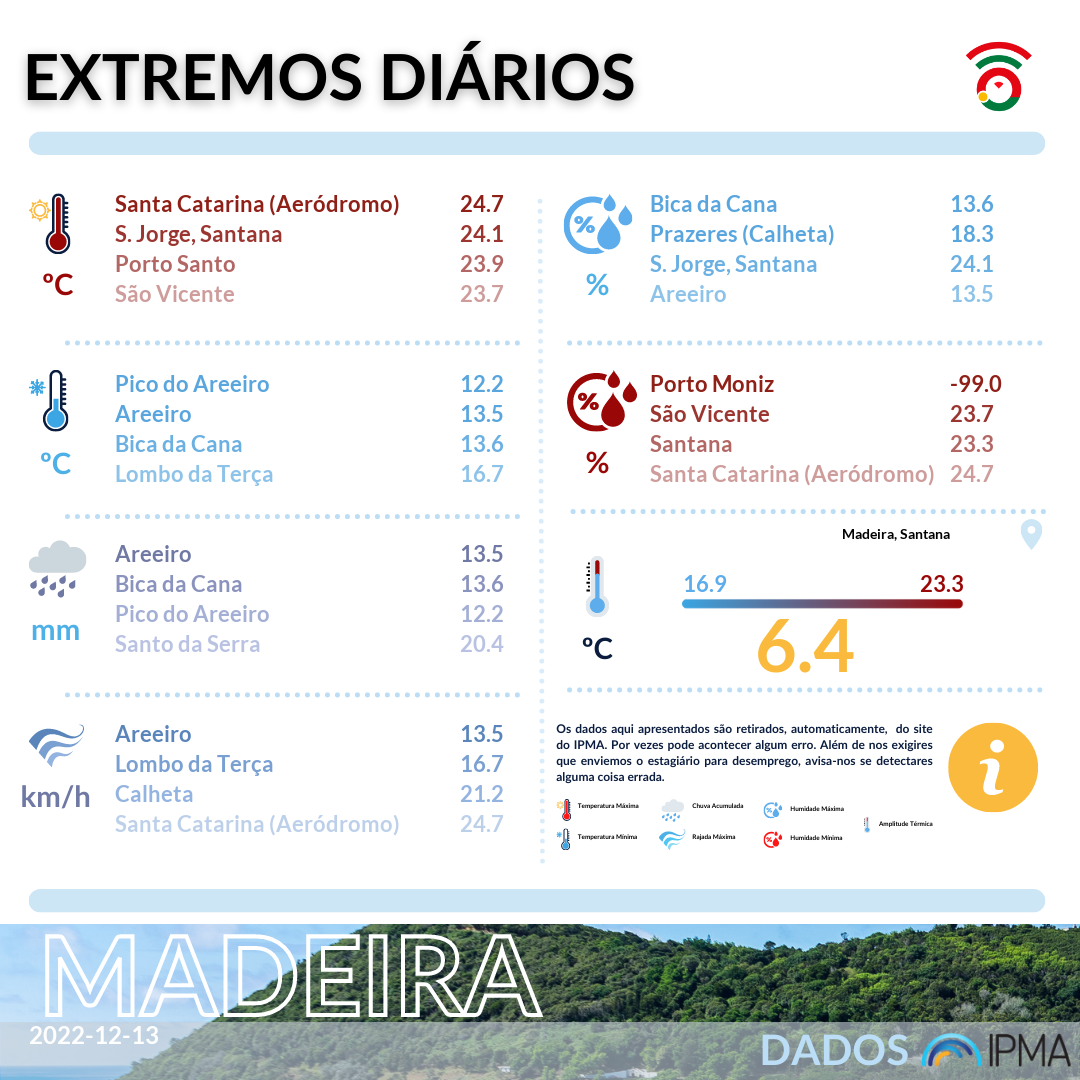 EXTREMOS DIÁRIOS
Santa Catarina (Aeródromo) 24.7
S. Jorge, Santana 24.1
Porto Santo 23.9
São Vicente 23.7
ºC
Pico do Areeiro 12.2
Areeiro 13.5
Bica da Cana 13.6
Lombo da Terça 16.7
ºC
Areeiro 13.5
Bica da Cana 13.6
Pico do Areeiro 12.2
Santo da Serra 20.4
mm
Areeiro 13.5
Lombo da Terça 16.7
Calheta 21.2
Santa Catarina (Aeródromo) 24.7
km/h
%
Bica da Cana 13.6
Prazeres (Calheta) 18.3
S. Jorge, Santana 24.1
Areeiro 13.5
%
%
Porto Moniz -99.0
São Vicente 23.7
Santana 23.3
Santa Catarina (Aeródromo) 24.7
%
Madeira, Santana
16.9 23.3
6.4
ºC
Os dados aqui apresentados são retirados, automaticamente, do site
do IPMA. Por vezes pode acontecer algum erro. Além de nos exigires
que enviemos o estagiário para desemprego, avisa-nos se detectares
alguma coisa errada.
i
Temperatura Máxima Chuva Acumulada Humidade Máxima
Amplitude Térmica
Temperatura Mínima Rajada Máxima Humidade Mínima
MADEIRA
2022-12-13
DADOS IPMA